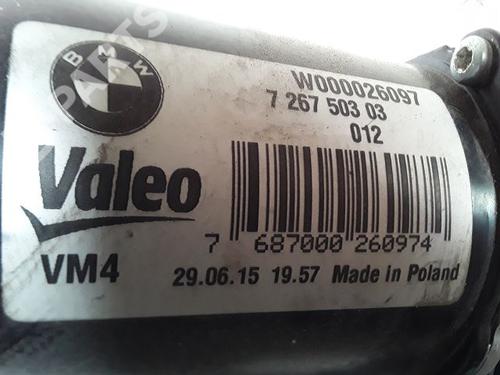 BMW
W000026097
7 267 503 03
012
Valeo
7 687000 260974
VM4
29.06.15 19.57 Made in Poland